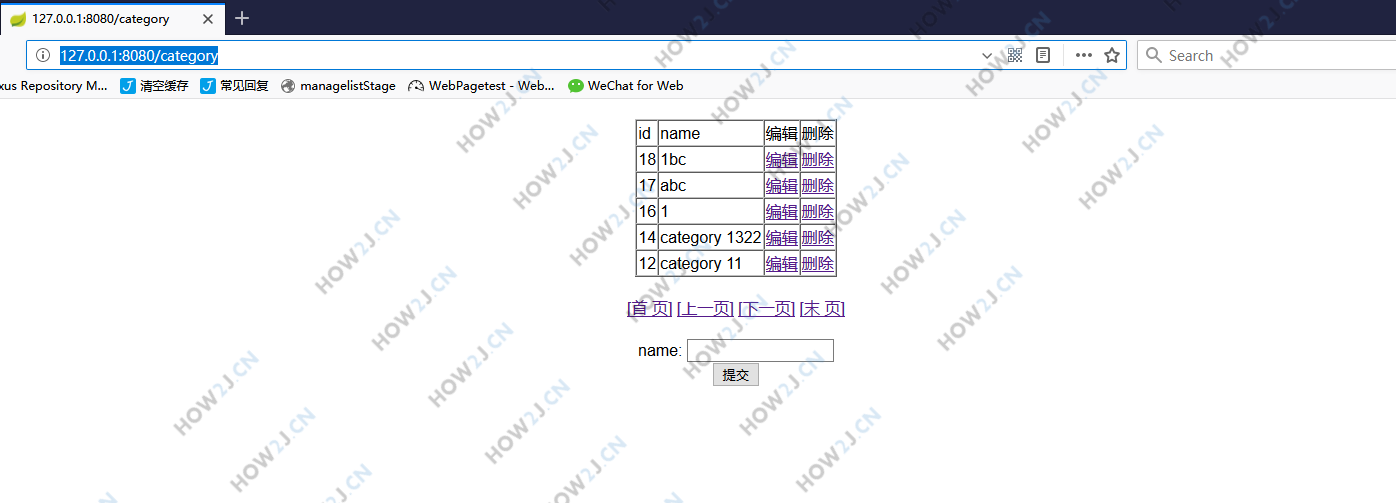 127.0.0.1:8080/category
127.0.0.1:8080/category Search
xus Repository M... 清空缓存 常见回复 managelistStage WebPagetest - Web... WeChat for Web
id name 编辑 删除
18 1bc 编辑 删除
17 abc 编辑 删除
16 1 编辑 删除
14 category 1322 编辑 删除
12 category 11 编辑 删除
[首 页] [上一页] [下一页] [末 页]
name:
提交
HOW2J.CN